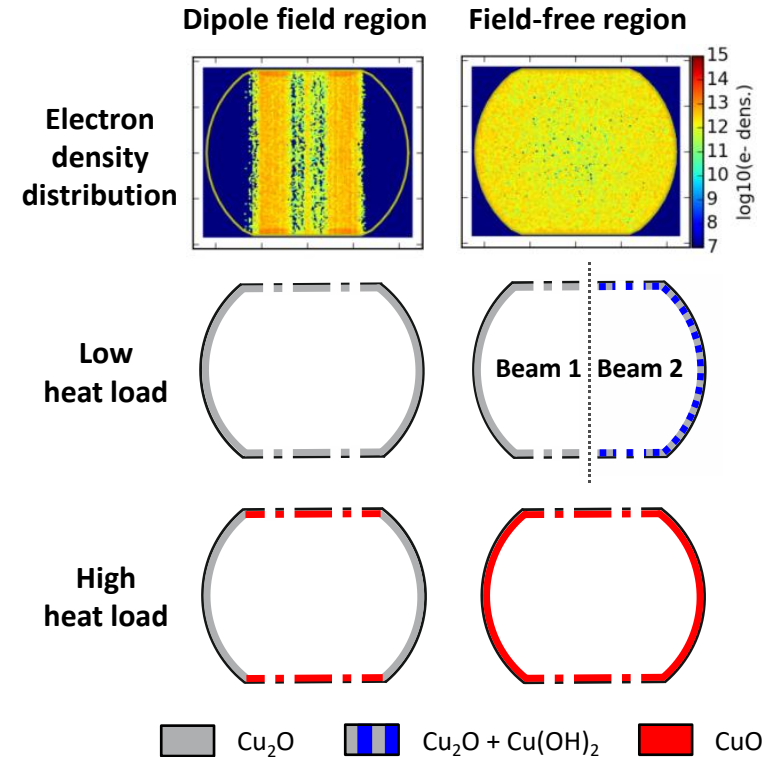 Dipole field region
Field-free region
Electron
density
distribution
15
14
13
12
11
10
9
8
7
log10(e- dens.)
Low
heat load
Beam 1
Beam 2
High
heat load
Cu₂O
Cu₂O + Cu(OH)₂
CuO